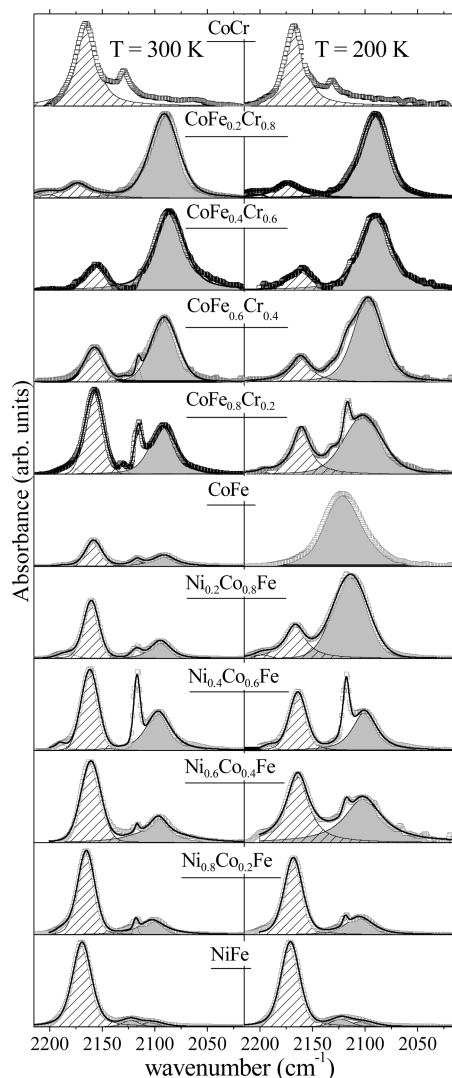 T = 300 K
T = 200 K
CoCr
CoFe₀.₂Cr₀.₈
CoFe₀.₄Cr₀.₆
CoFe₀.₆Cr₀.₄
CoFe₀.₈Cr₀.₂
CoFe
Ni₀.₂Co₀.₈Fe
Ni₀.₄Co₀.₆Fe
Ni₀.₆Co₀.₄Fe
Ni₀.₈Co₀.₂Fe
NiFe
Absorbance (arb. units)
2200 2150 2100 2050 2200 2150 2100 2050
wavenumber (cm⁻¹)